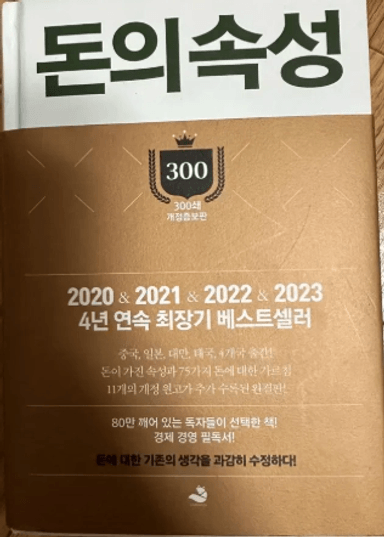 돈의 속성
300
300쇄
개정증보판
2020 & 2021 & 2022 & 2023
4년 연속 최장기 베스트셀러
중국, 일본, 대만, 태국, 4개국 출간!
돈이 가진 속성과 75가지 돈에 대한 가르침
11개의 개정 원고가 추가 수록된 완결판!
80만 깨어 있는 독자들이 선택한 책!
경제 경영 필독서!
돈에 대한 기존의 생각을 과감히 수정하다!